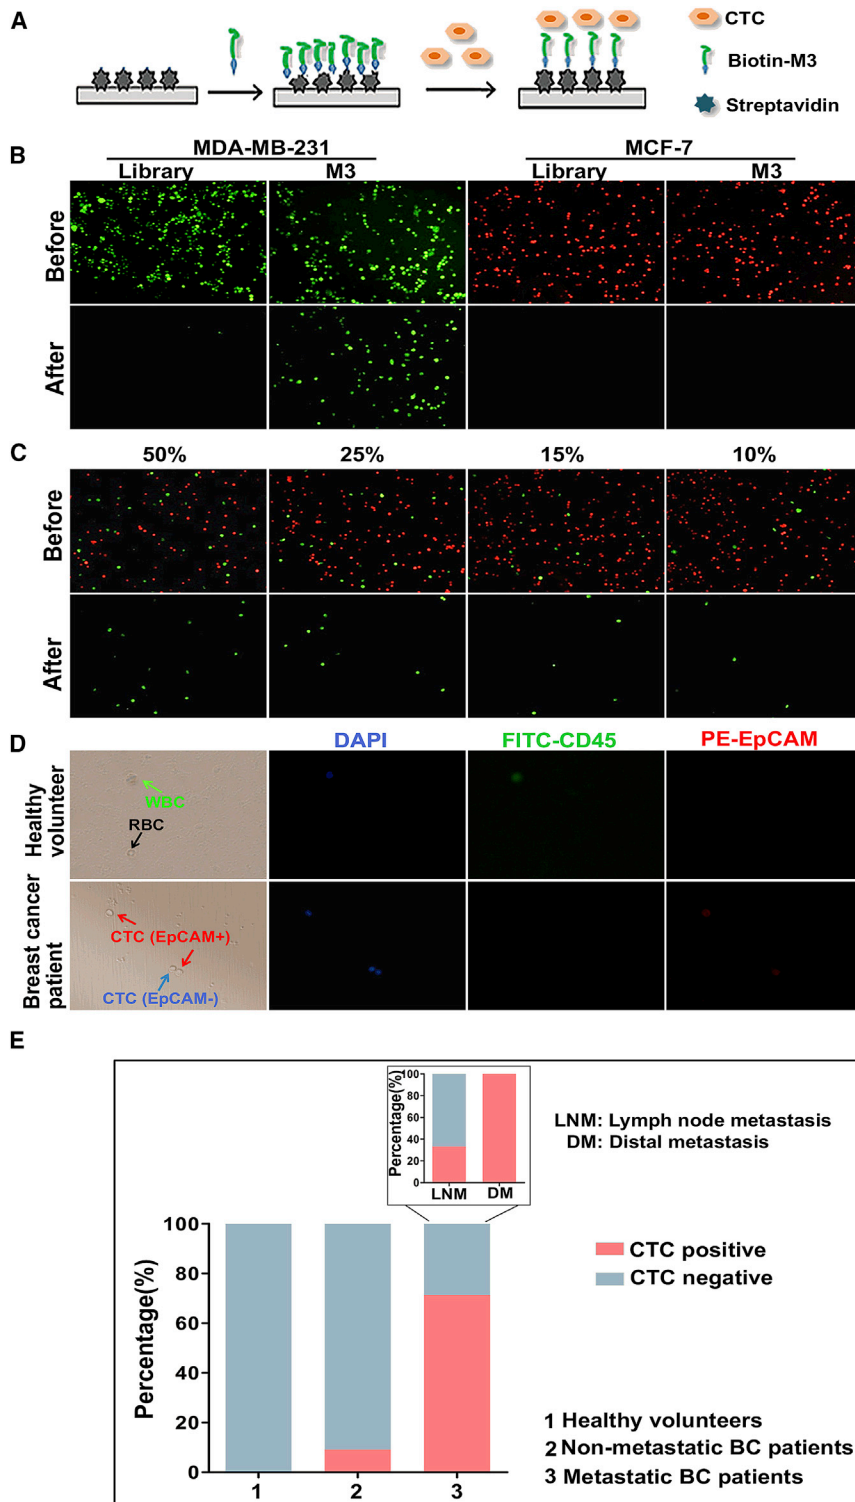 A
CTC
Biotin-M3
Streptavidin
B
MDA-MB-231
MCF-7
Library
M3
Library
M3
Before
After
C
50%
25%
15%
10%
Before
After
D
DAPI
FITC-CD45
PE-EpCAM
Healthy
volunteer
WBC
RBC
Breast cancer
patient
CTC (EpCAM+)
CTC (EpCAM-)
E
Percentage(%)
100
80
60
40
20
0
LNM
DM
LNM: Lymph node metastasis
DM: Distal metastasis
Percentage(%)
100
80
60
40
20
0
1
2
3
CTC positive
CTC negative
1 Healthy volunteers
2 Non-metastatic BC patients
3 Metastatic BC patients